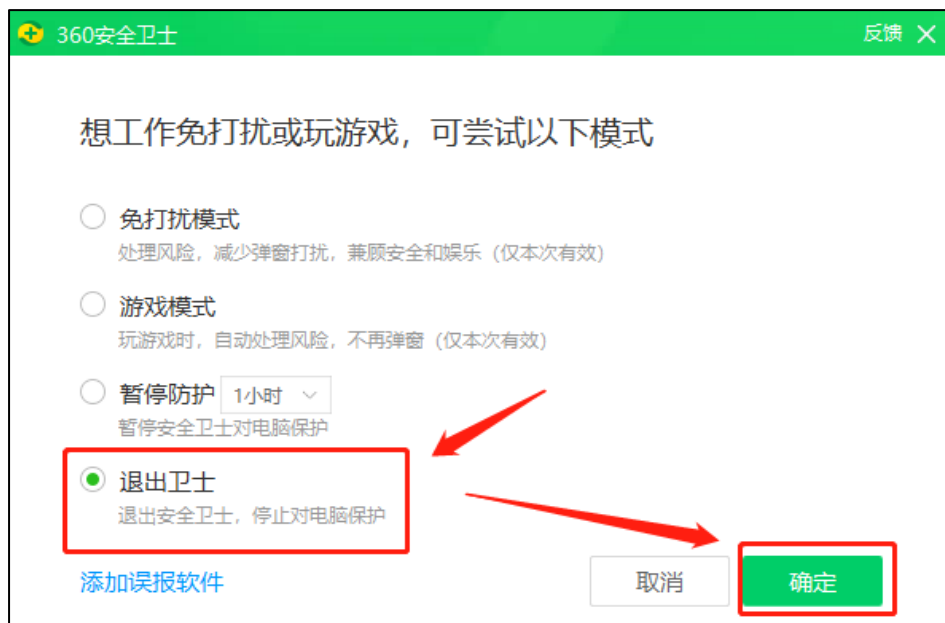 360安全卫士 反馈
想工作免打扰或玩游戏，可尝试以下模式
免打扰模式
处理风险，减少弹窗打扰，兼顾安全和娱乐（仅本次有效）
游戏模式
玩游戏时，自动处理风险，不再弹窗（仅本次有效）
暂停防护 1小时
暂停安全卫士对电脑保护
退出卫士
退出安全卫士，停止对电脑保护
添加误报软件 取消 确定